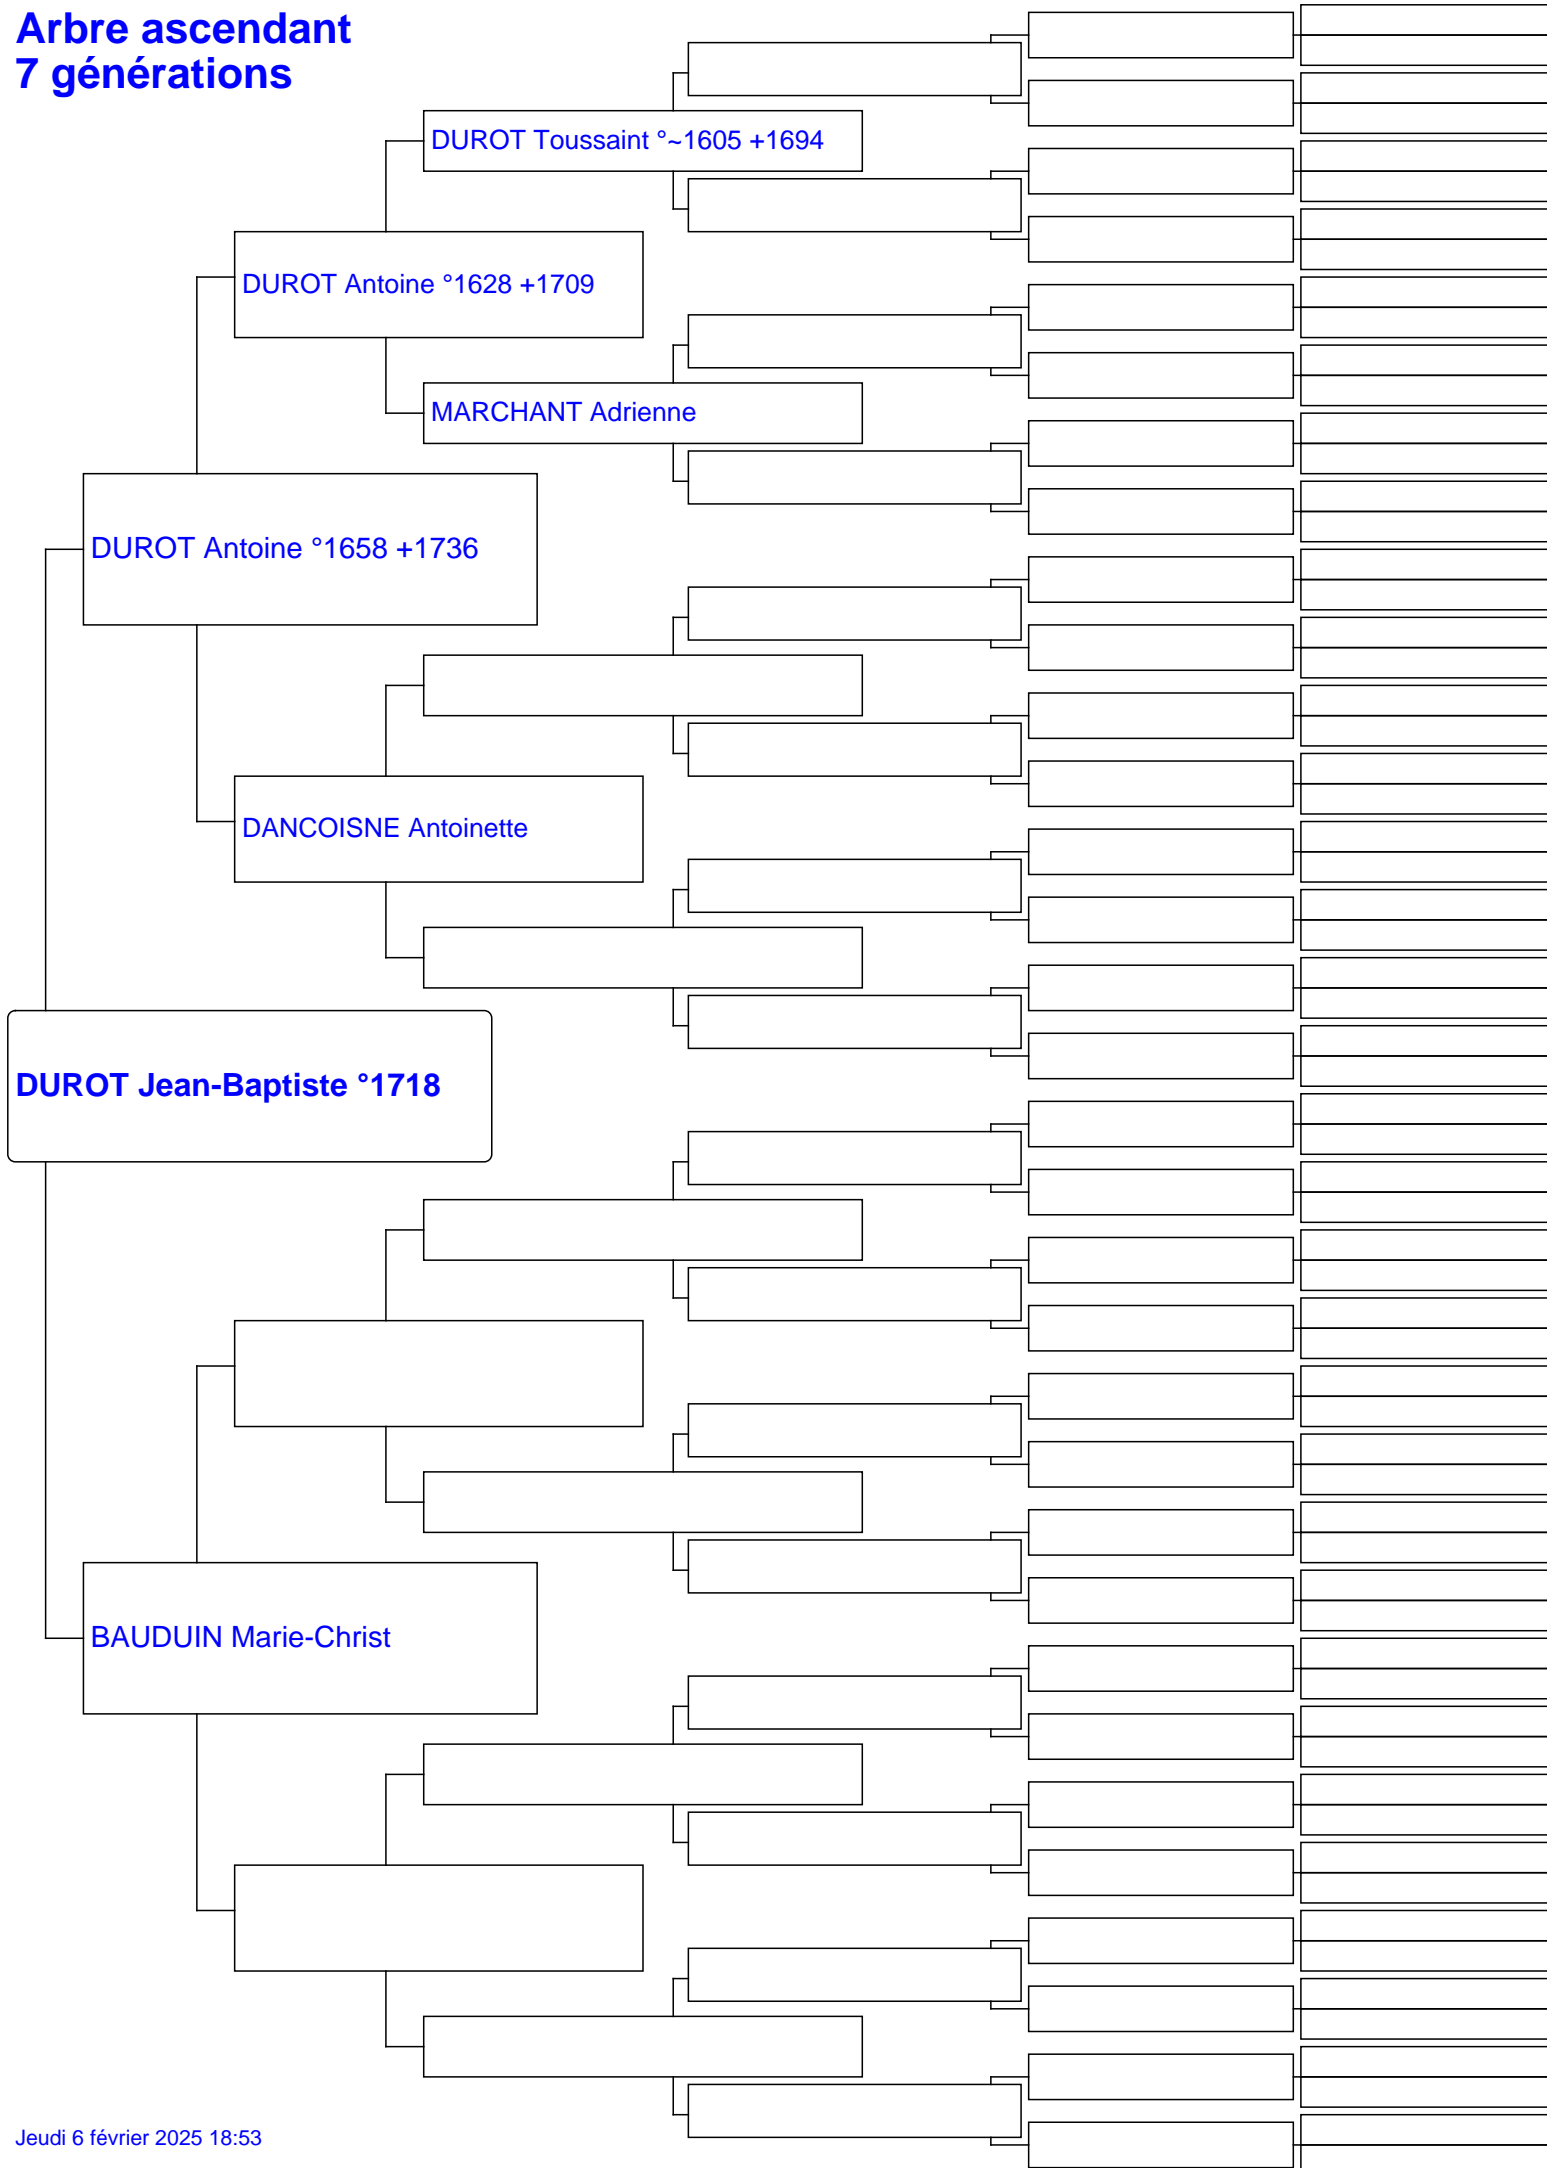 Arbre ascendant
7 générations
DUROT Toussaint °~1605 +1694
DUROT Antoine °1628 +1709
MARCHANT Adrienne
DUROT Antoine °1658 +1736
DANCOISNE Antoinette
DUROT Jean-Baptiste °1718
BAUDUIN Marie-Christ
Jeudi 6 février 2025 18:53